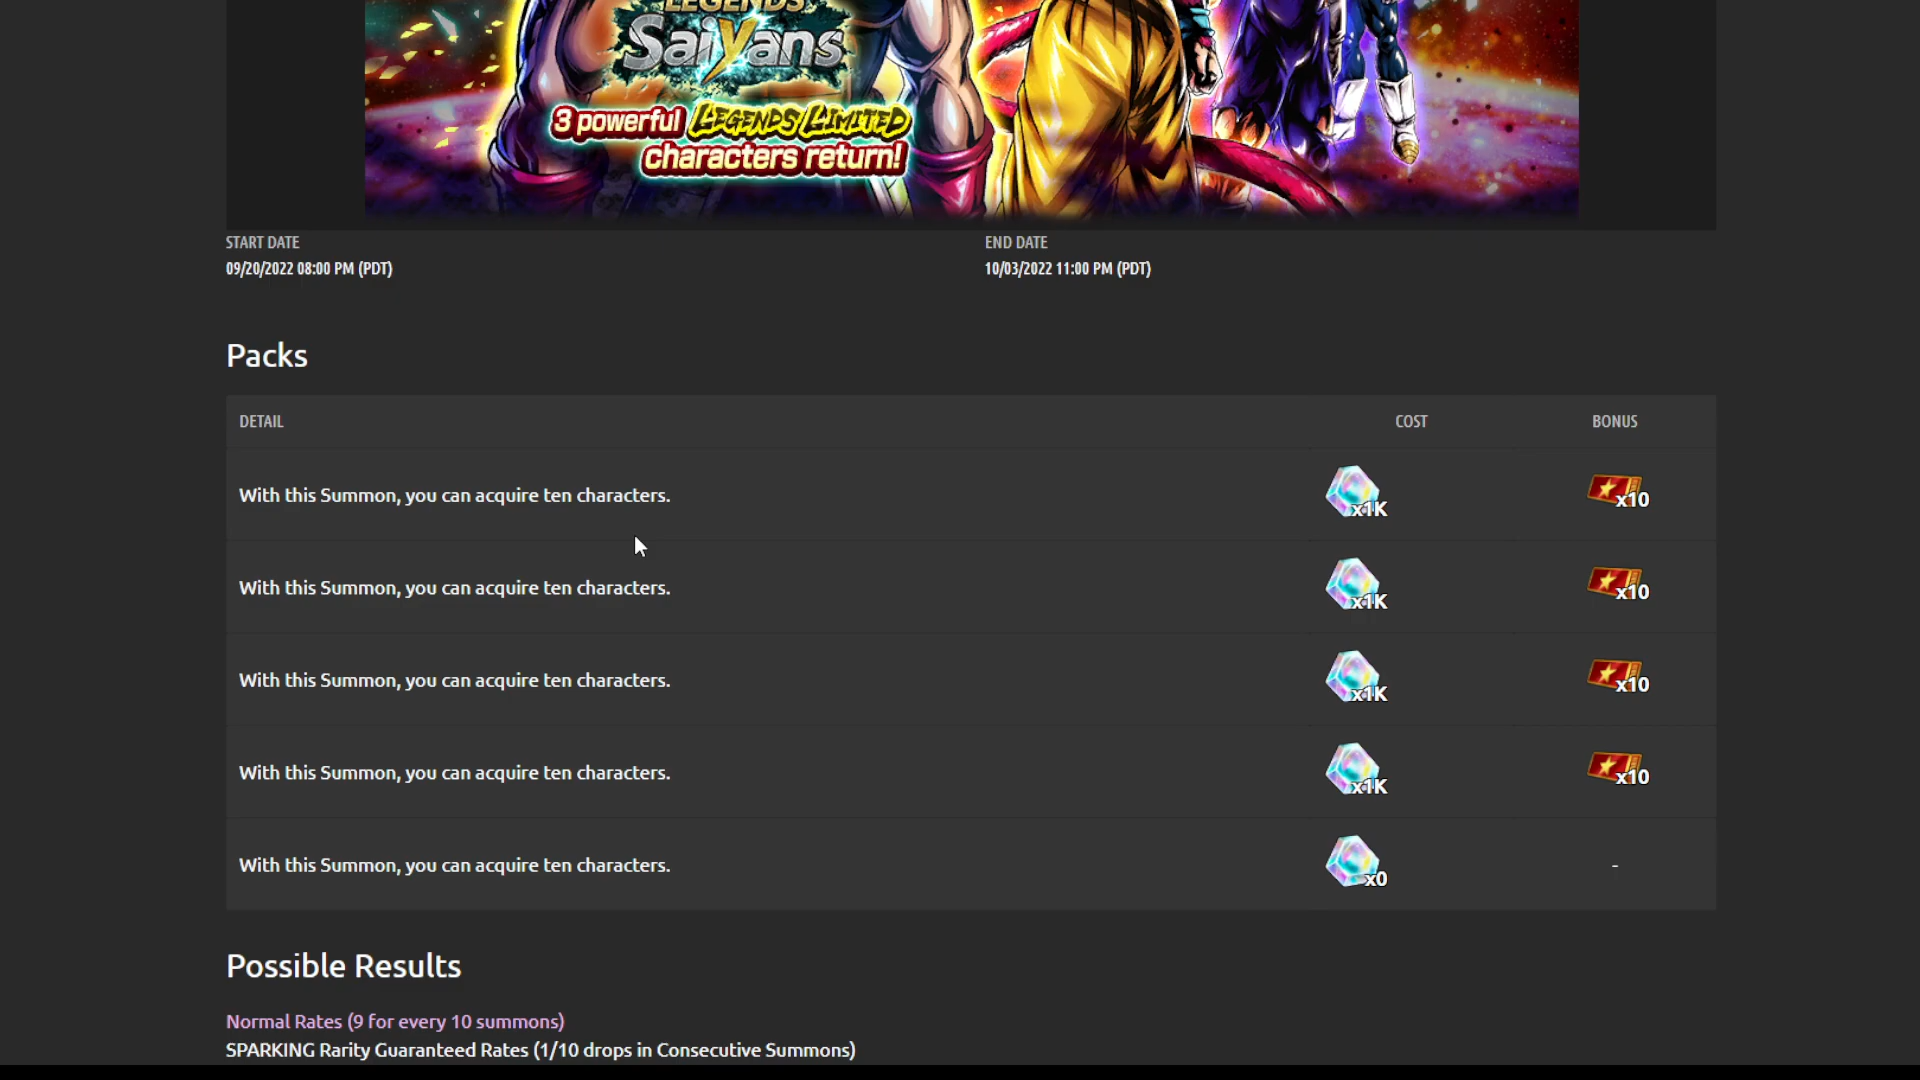 LEGENDS
SaiYans
3 powerful LEGENDS LIMITED
characters return!
START DATE
09/20/2022 08:00 PM (PDT)
END DATE
10/03/2022 11:00 PM (PDT)
Packs
DETAIL COST BONUS
With this Summon, you can acquire ten characters. x1K x10
With this Summon, you can acquire ten characters. x1K x10
With this Summon, you can acquire ten characters. x1K x10
With this Summon, you can acquire ten characters. x1K x10
With this Summon, you can acquire ten characters. x0 -
Possible Results
Normal Rates (9 for every 10 summons)
SPARKING Rarity Guaranteed Rates (1/10 drops in Consecutive Summons)